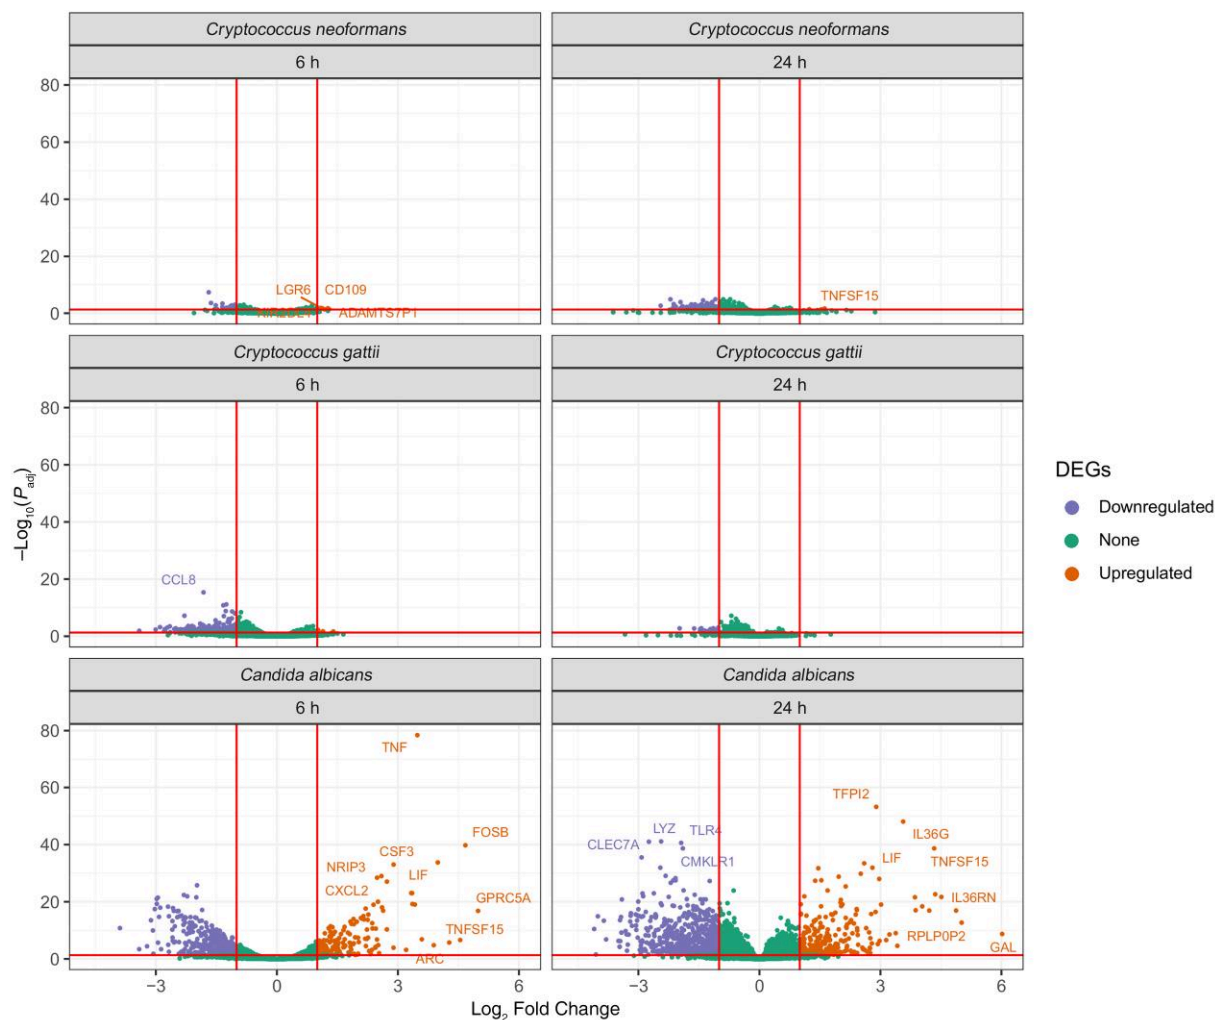 Cryptococcus neoformans
6 h
Cryptococcus neoformans
24 h
80
60
40
20
0
LGR6
CD109
ADAMTS7P1
TNFSF15
Cryptococcus gattii
6 h
Cryptococcus gattii
24 h
80
60
40
20
0
CCL8
−Log10(Padj)
DEGs
Downregulated
None
Upregulated
Candida albicans
6 h
Candida albicans
24 h
80
60
40
20
0
TNF
FOSB
CSF3
NRIP3
LIF
CXCL2
GPRC5A
TNFSF15
ARC
TFPI2
LYZ
TLR4
IL36G
CLEC7A
LIF
TNFSF15
CMKLR1
IL36RN
RPLP0P2
GAL
−3 0 3 6
−3 0 3 6
Log2 Fold Change